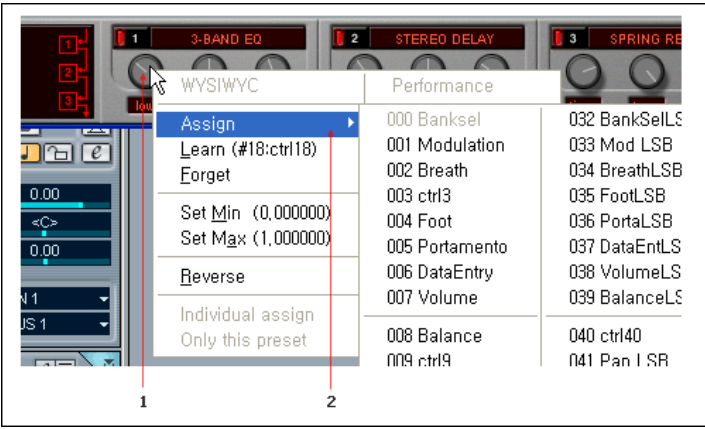 1 3-BAND EQ
2 STEREO DELAY
3 SPRING RE
1
2
3
low
WYSIWYC
Assign
Learn (#18:ctrl18)
Forget
Set Min (0,000000)
Set Max (1,000000)
Reverse
Individual assign
Only this preset
Performance
000 Banksel
001 Modulation
002 Breath
003 ctrl3
004 Foot
005 Portamento
006 DataEntry
007 Volume
008 Balance
009 ctrl9
032 BankSelLS
033 Mod LSB
034 BreathLSB
035 FootLSB
036 PortaLSB
037 DataEntLS
038 VolumeLS
039 BalanceLS
040 ctrl40
041 Pan LSB
e
0.00
<C>
0.00
N 1
US 1
1
2